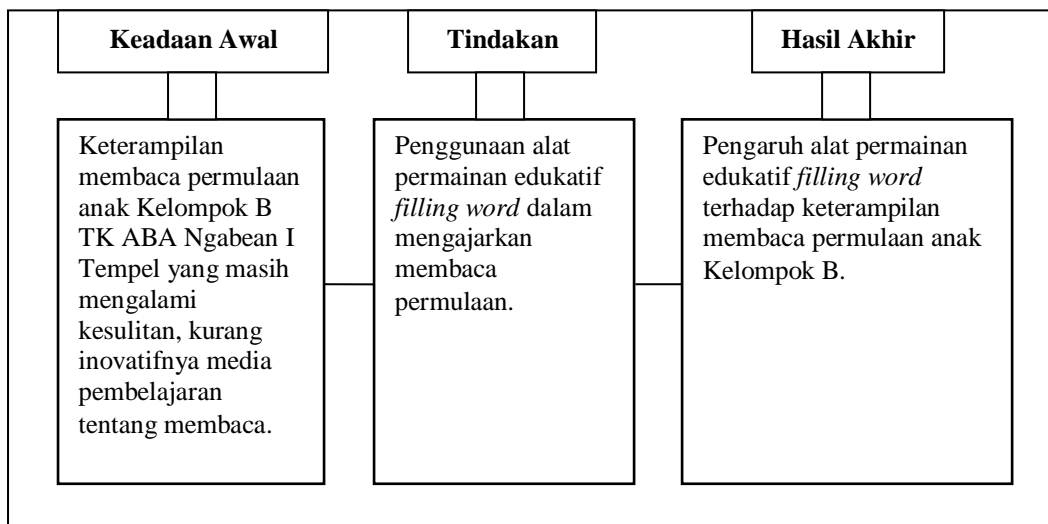 Keadaan Awal
Tindakan
Hasil Akhir
Keterampilan
membaca permulaan
anak Kelompok B
TK ABA Ngabean I
Tempel yang masih
mengalami
kesulitan, kurang
inovatifnya media
pembelajaran
tentang membaca.
Penggunaan alat
permainan edukatif
filling word dalam
mengajarkan
membaca
permulaan.
Pengaruh alat permainan
edukatif filling word
terhadap keterampilan
membaca permulaan anak
Kelompok B.